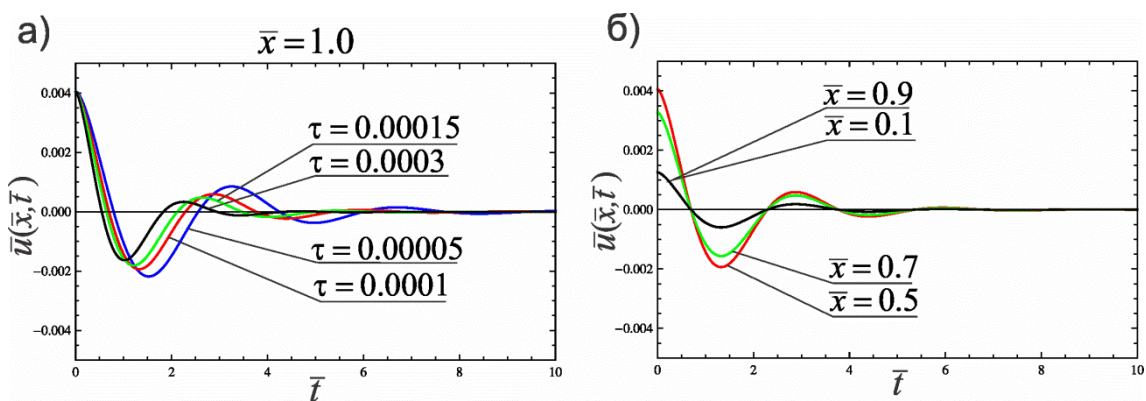 а)
x̅ = 1.0
0.004
0.002
0.000
−0.002
−0.004
u̅(x̅,t̅)
τ = 0.00015
τ = 0.0003
τ = 0.00005
τ = 0.0001
0 2 4 6 8 10
t̅
б)
0.004
0.002
0.000
−0.002
−0.004
u̅(x̅,t̅)
x̅ = 0.9
x̅ = 0.1
x̅ = 0.7
x̅ = 0.5
0 2 4 6 8 10
t̅